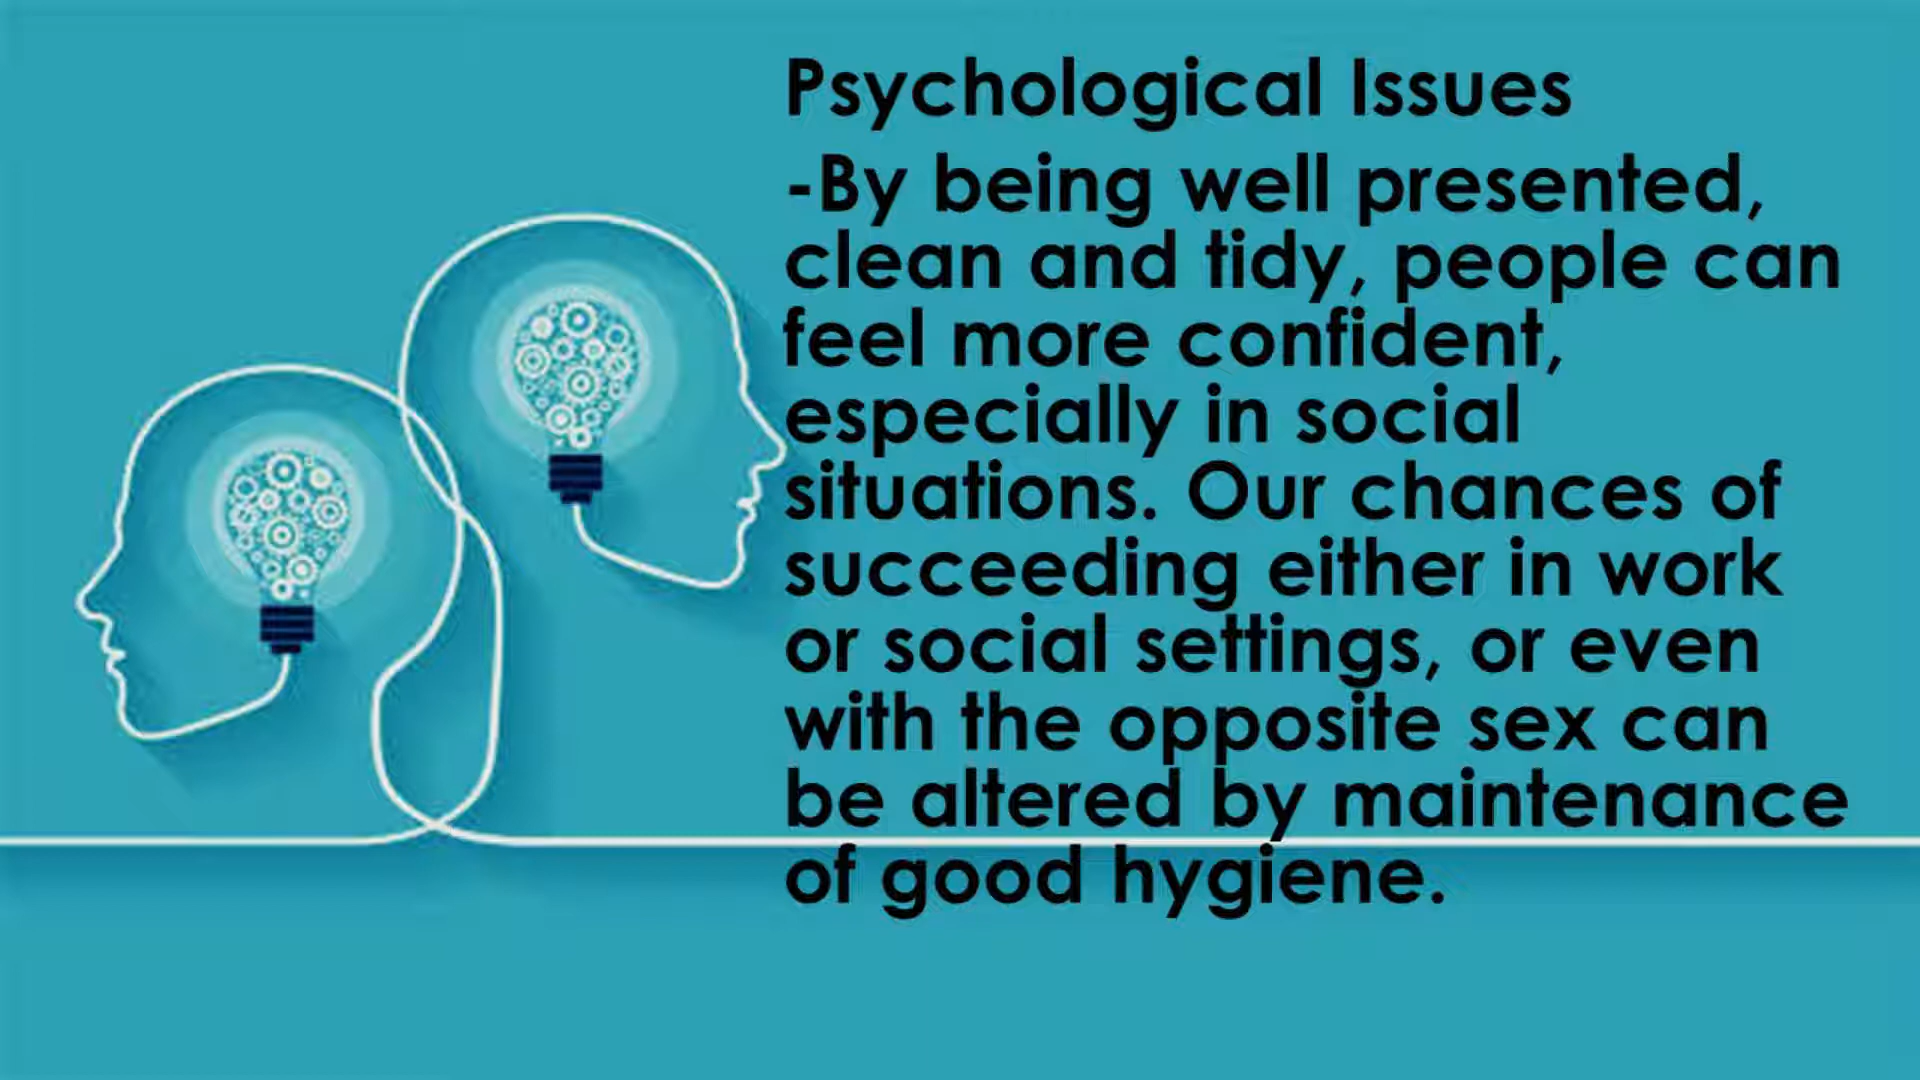 Psychological Issues
-By being well presented,
clean and tidy, people can
feel more confident,
especially in social
situations. Our chances of
succeeding either in work
or social settings, or even
with the opposite sex can
be altered by maintenance
of good hygiene.